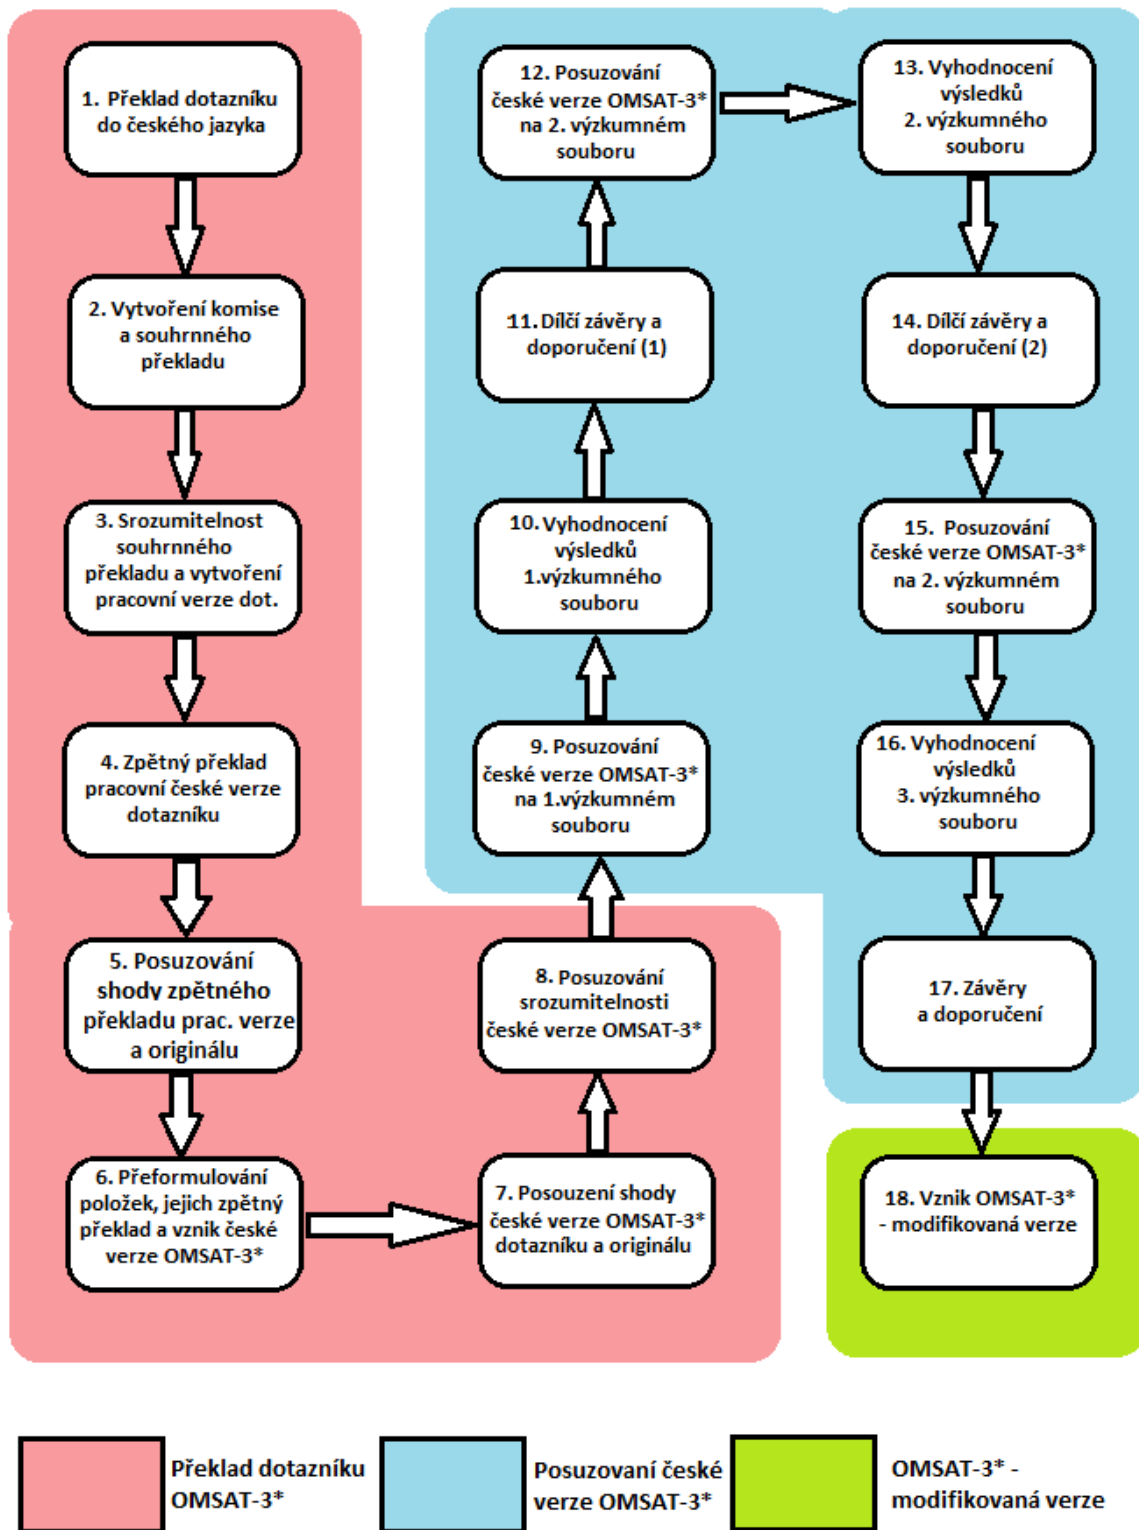 1. Překlad dotazníku
do českého jazyka
2. Vytvoření komise
a souhrnného
překladu
3. Srozumitelnost
souhrnného
překladu a vytvoření
pracovní verze dot.
4. Zpětný překlad
pracovní české verze
dotazníku
5. Posuzování
shody zpětného
překladu prac. verze
a originálu
6. Přeformulování
položek, jejich zpětný
překlad a vznik české
verze OMSAT-3*
7. Posouzení shody
české verze OMSAT-3*
dotazníku a originálu
8. Posuzování
srozumitelnosti
české verze OMSAT-3*
9. Posuzování
české verze OMSAT-3*
na 1.výzkumném
souboru
10. Vyhodnocení
výsledků
1.výzkumného
souboru
11. Dílčí závěry a
doporučení (1)
12. Posuzování
české verze OMSAT-3*
na 2. výzkumném
souboru
13. Vyhodnocení
výsledků
2. výzkumného
souboru
14. Dílčí závěry a
doporučení (2)
15. Posuzování
české verze OMSAT-3*
na 2. výzkumném
souboru
16. Vyhodnocení
výsledků
3. výzkumného
souboru
17. Závěry
a doporučení
18. Vznik OMSAT-3*
- modifikovaná verze
Překlad dotazníku
OMSAT-3*
Posuzovaní české
verze OMSAT-3*
OMSAT-3* -
modifikovaná verze